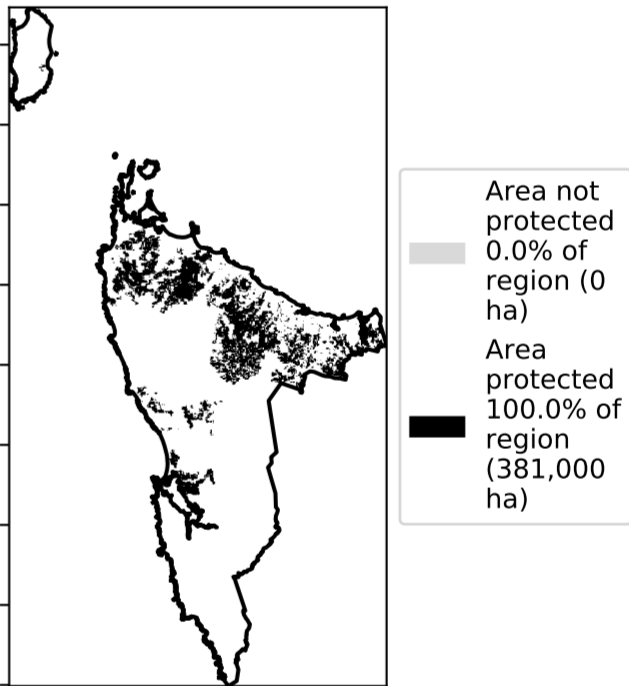 Area not
protected
0.0% of
region (0
ha)
Area
protected
100.0% of
region
(381,000
ha)